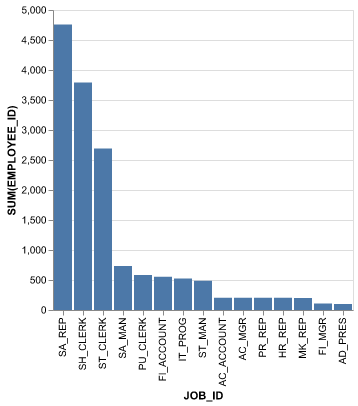 5,000
4,500
4,000
3,500
3,000
2,500
2,000
1,500
1,000
500
0
SUM(EMPLOYEE_ID)
SA_REP
SH_CLERK
ST_CLERK
SA_MAN
PU_CLERK
FI_ACCOUNT
IT_PROG
ST_MAN
AC_ACCOUNT
AC_MGR
PR_REP
HR_REP
MK_REP
FI_MGR
AD_PRES
JOB_ID